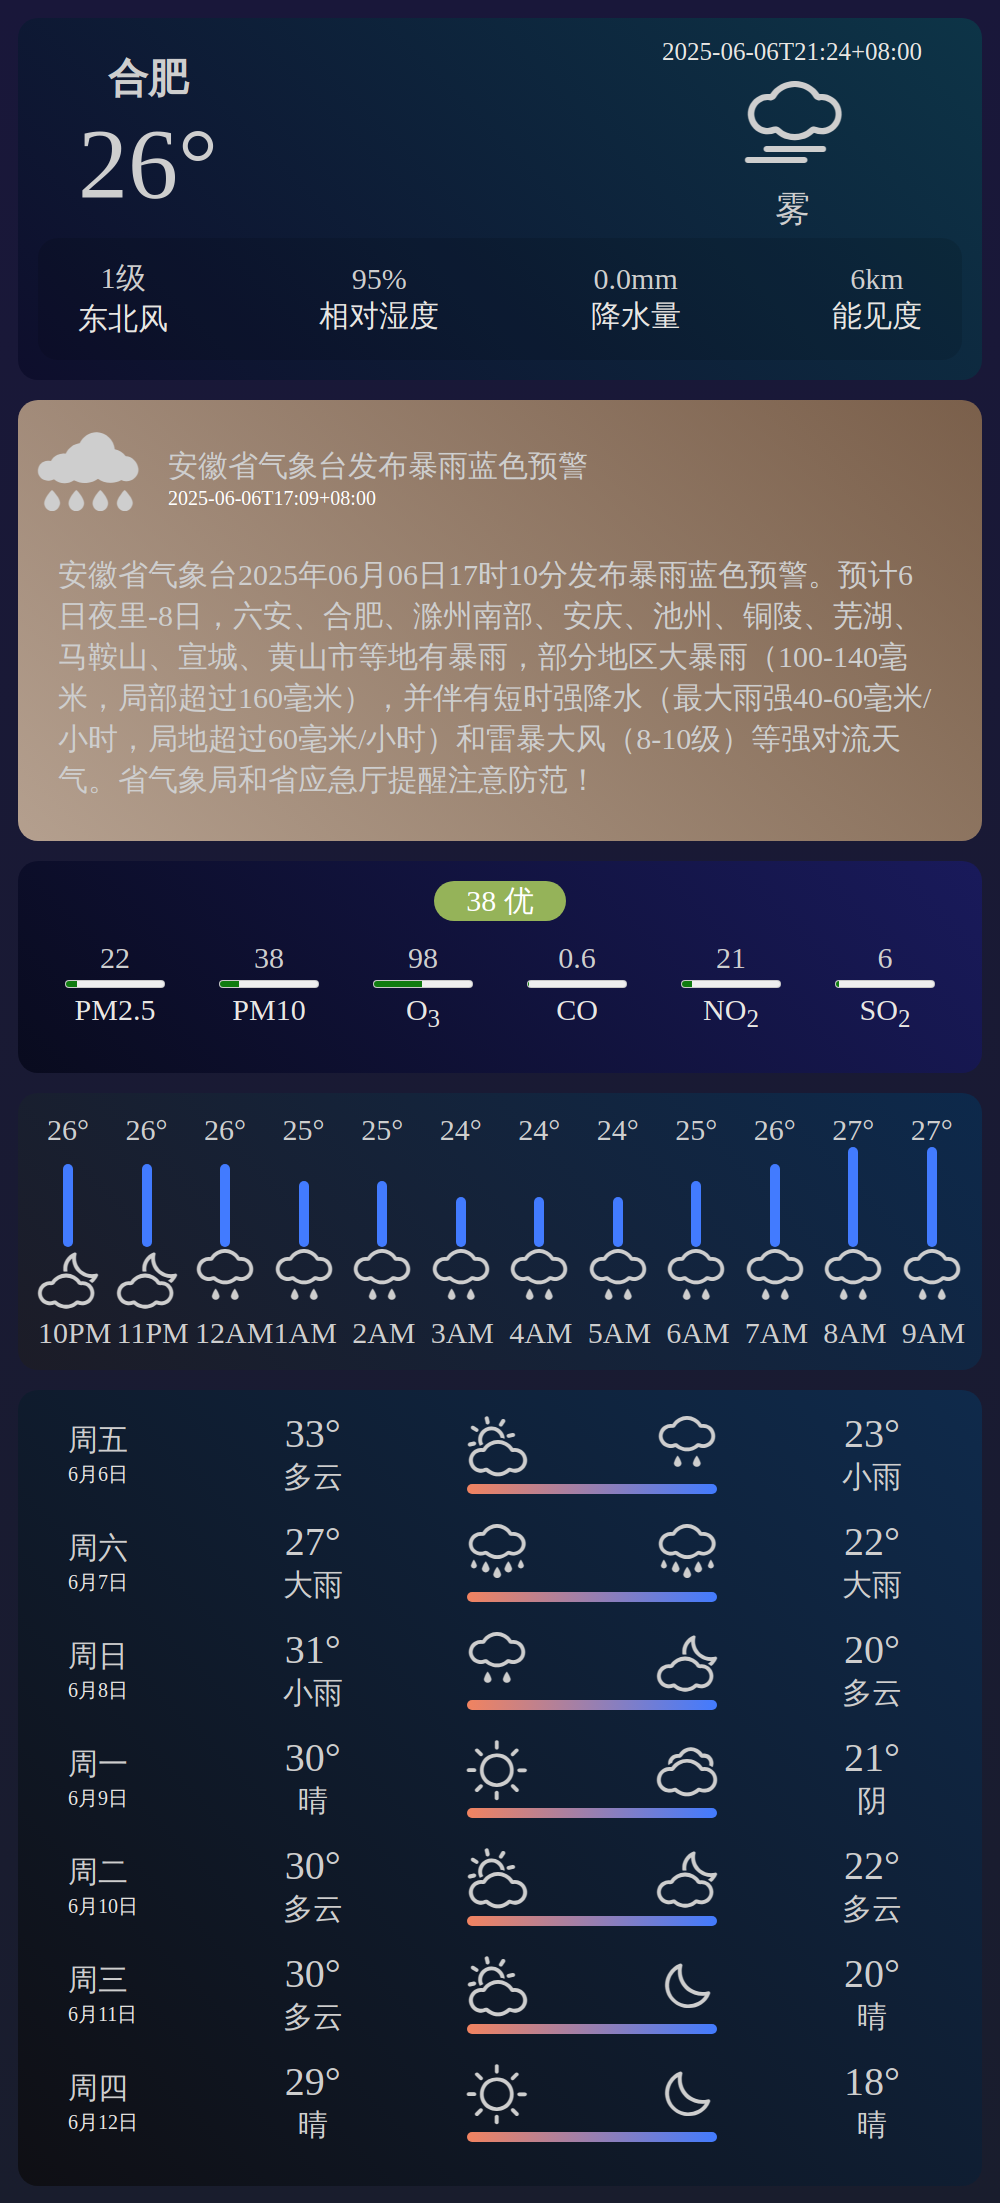 合肥
26°
2025-06-06T21:24+08:00
雾
1级 95% 0.0mm 6km
东北风 相对湿度 降水量 能见度
安徽省气象台发布暴雨蓝色预警
2025-06-06T17:09+08:00
安徽省气象台2025年06月06日17时10分发布暴雨蓝色预警。预计6
日夜里-8日，六安、合肥、滁州南部、安庆、池州、铜陵、芜湖、
马鞍山、宣城、黄山市等地有暴雨，部分地区大暴雨（100-140毫
米，局部超过160毫米），并伴有短时强降水（最大雨强40-60毫米/
小时，局地超过60毫米/小时）和雷暴大风（8-10级）等强对流天
气。省气象局和省应急厅提醒注意防范！
38 优
22 38 98 0.6 21 6
PM2.5 PM10 O3 CO NO2 SO2
26° 26° 26° 25° 25° 24° 24° 24° 25° 26° 27° 27°
10PM 11PM 12AM 1AM 2AM 3AM 4AM 5AM 6AM 7AM 8AM 9AM
周五 33° 23°
6月6日 多云 小雨
周六 27° 22°
6月7日 大雨 大雨
周日 31° 20°
6月8日 小雨 多云
周一 30° 21°
6月9日 晴 阴
周二 30° 22°
6月10日 多云 多云
周三 30° 20°
6月11日 多云 晴
周四 29° 18°
6月12日 晴 晴